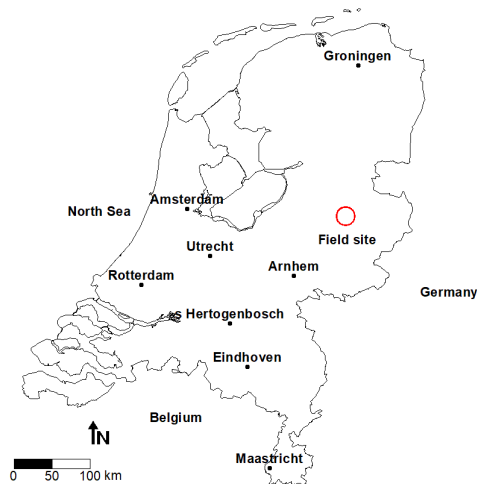 Groningen
Amsterdam
North Sea
Field site
Utrecht
Arnhem
Rotterdam
Germany
s Hertogenbosch
Eindhoven
Belgium
N
Maastricht
0 50 100 km